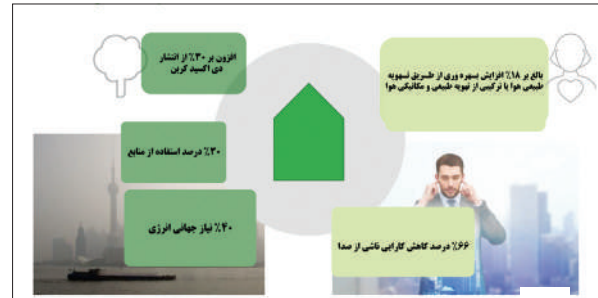 بالغ بر ۱۸٪ افزایش بهره وری از طریق تهویه
طبیعی هوا یا ترکیبی از تهویه طبیعی و مکانیکی هوا
افزون بر ۳۰٪ از انتشار
دی اکسید کربن
۳۰٪ درصد استفاده از منابع
۴۰٪ نیاز جهانی انرژی
۶۶٪ درصد کاهش کارایی ناشی از صدا